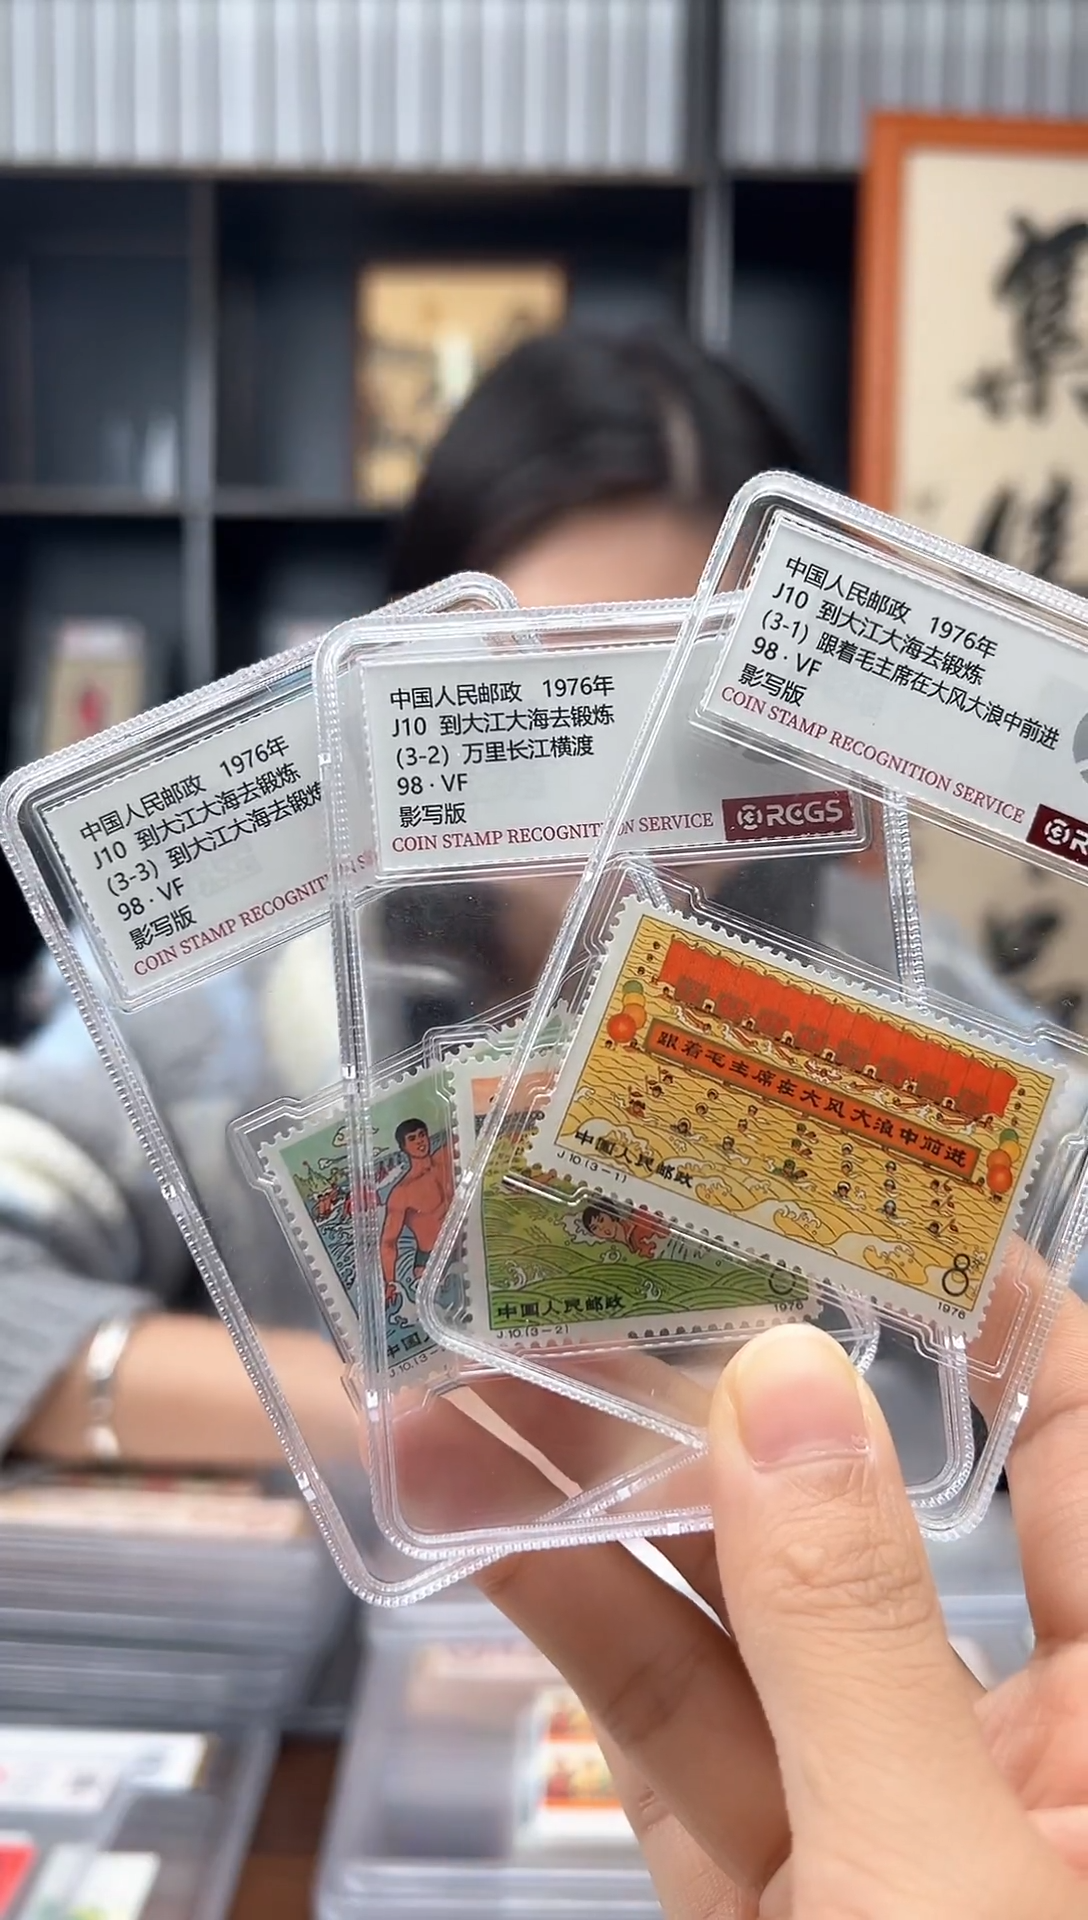 中国人民邮政 1976年
J10 到大江大海去锻炼
(3-3) 到大江大海去锻炼
98·VF
影写版
COIN STAMP RECOGNIT
中国人民邮政 1976年
J10 到大江大海去锻炼
(3-2) 万里长江横渡
98·VF
影写版
COIN STAMP RECOGNITION SERVICE
RCGS
中国人民邮政 1976年
J10 到大江大海去锻炼
(3-1) 跟着毛主席在大风大浪中前进
98·VF
影写版
COIN STAMP RECOGNITION SERVICE
R
跟着毛主席在大风大浪中前进
中国人民邮政
J.10.(3-1)
8
1976
中国人
J.10.(3-
中国人民邮政
J.10.(3-2)
1976